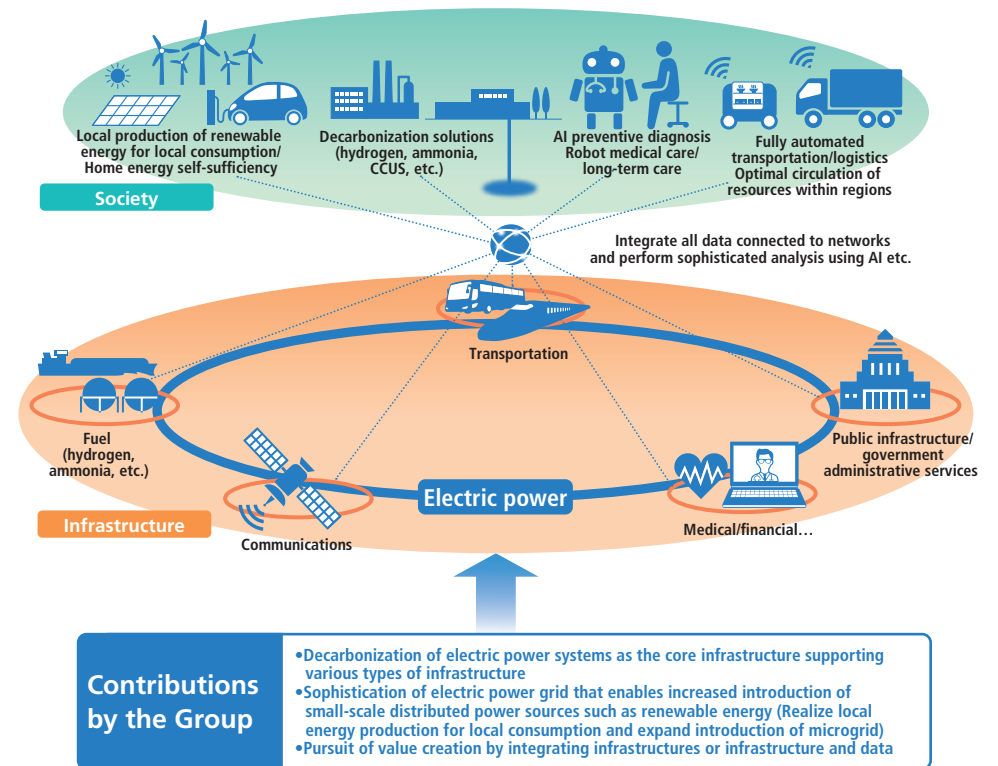 Local production of renewable
energy for local consumption/
Home energy self-sufficiency
Decarbonization solutions
(hydrogen, ammonia,
CCUS, etc.)
AI preventive diagnosis
Robot medical care/
long-term care
Fully automated
transportation/logistics
Optimal circulation of
resources within regions
Society
Integrate all data connected to networks
and perform sophisticated analysis using AI etc.
Transportation
Fuel
(hydrogen,
ammonia, etc.)
Public infrastructure/
government
administrative services
Electric power
Infrastructure
Communications
Medical/financial…
Contributions
by the Group
•Decarbonization of electric power systems as the core infrastructure supporting
various types of infrastructure
•Sophistication of electric power grid that enables increased introduction of
small-scale distributed power sources such as renewable energy (Realize local
energy production for local consumption and expand introduction of microgrid)
•Pursuit of value creation by integrating infrastructures or infrastructure and data